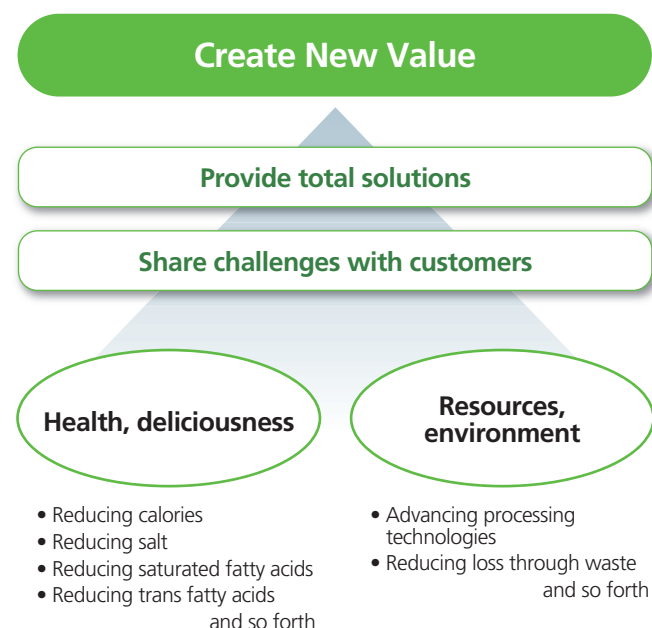 Create New Value
Provide total solutions
Share challenges with customers
Health, deliciousness
• Reducing calories
• Reducing salt
• Reducing saturated fatty acids
• Reducing trans fatty acids
and so forth
Resources,
environment
• Advancing processing
technologies
• Reducing loss through waste
and so forth